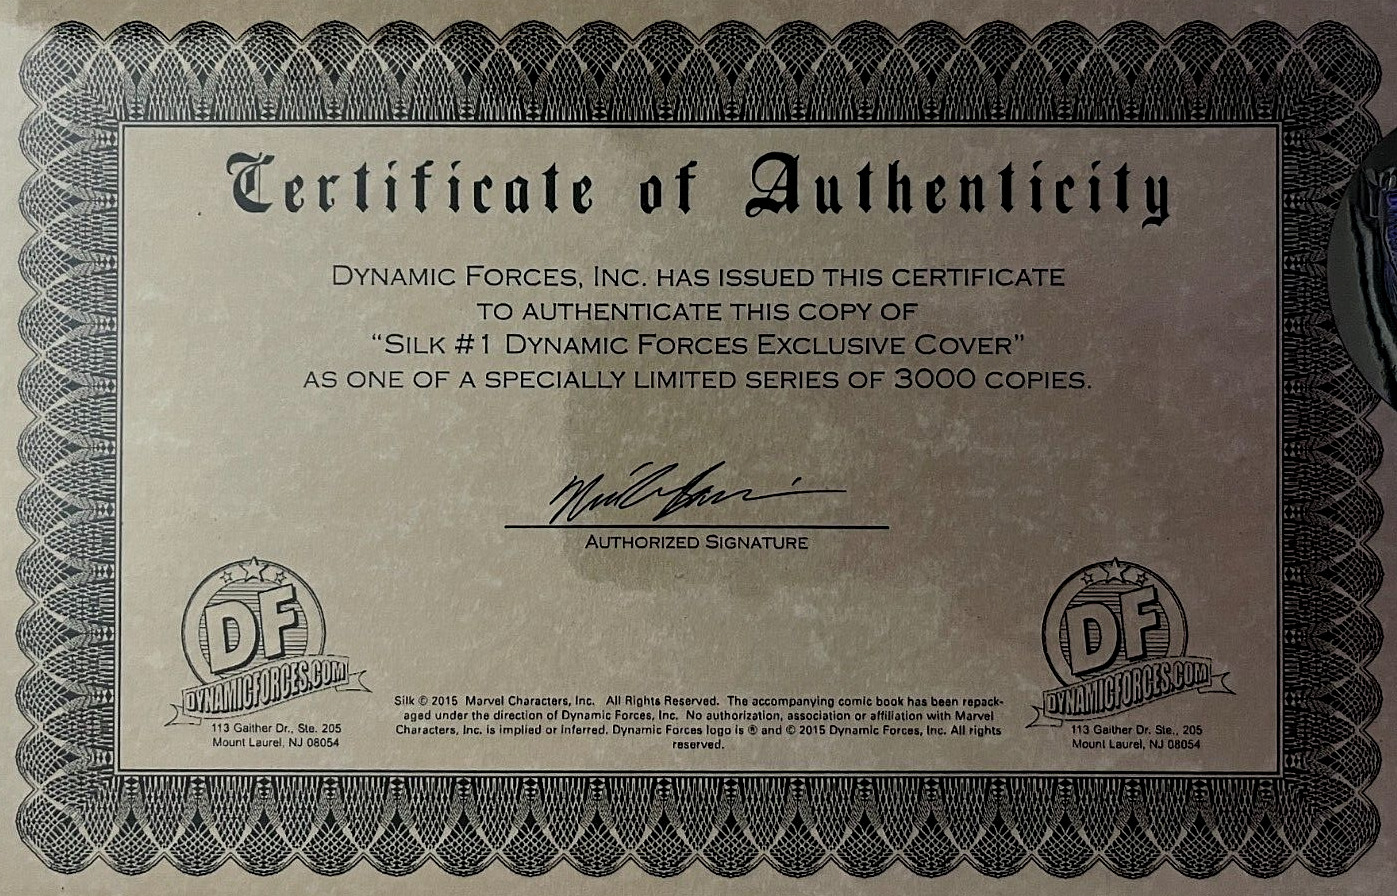 Certificate of Authenticity
DYNAMIC FORCES, INC. HAS ISSUED THIS CERTIFICATE
TO AUTHENTICATE THIS COPY OF
“SILK #1 DYNAMIC FORCES EXCLUSIVE COVER”
AS ONE OF A SPECIALLY LIMITED SERIES OF 3000 COPIES.
AUTHORIZED SIGNATURE
DF
DYNAMICFORCES.COM
113 Gaither Dr., Ste. 205
Mount Laurel, NJ 08054
Silk © 2015 Marvel Characters, Inc. All Rights Reserved. The accompanying comic book has been repack-
aged under the direction of Dynamic Forces, Inc. No authorization, association or affiliation with Marvel
Characters, Inc. is implied or inferred. Dynamic Forces logo is ® and © 2015 Dynamic Forces, Inc. All rights
reserved.
DF
DYNAMICFORCES.COM
113 Gaither Dr. Ste., 205
Mount Laurel, NJ 08054